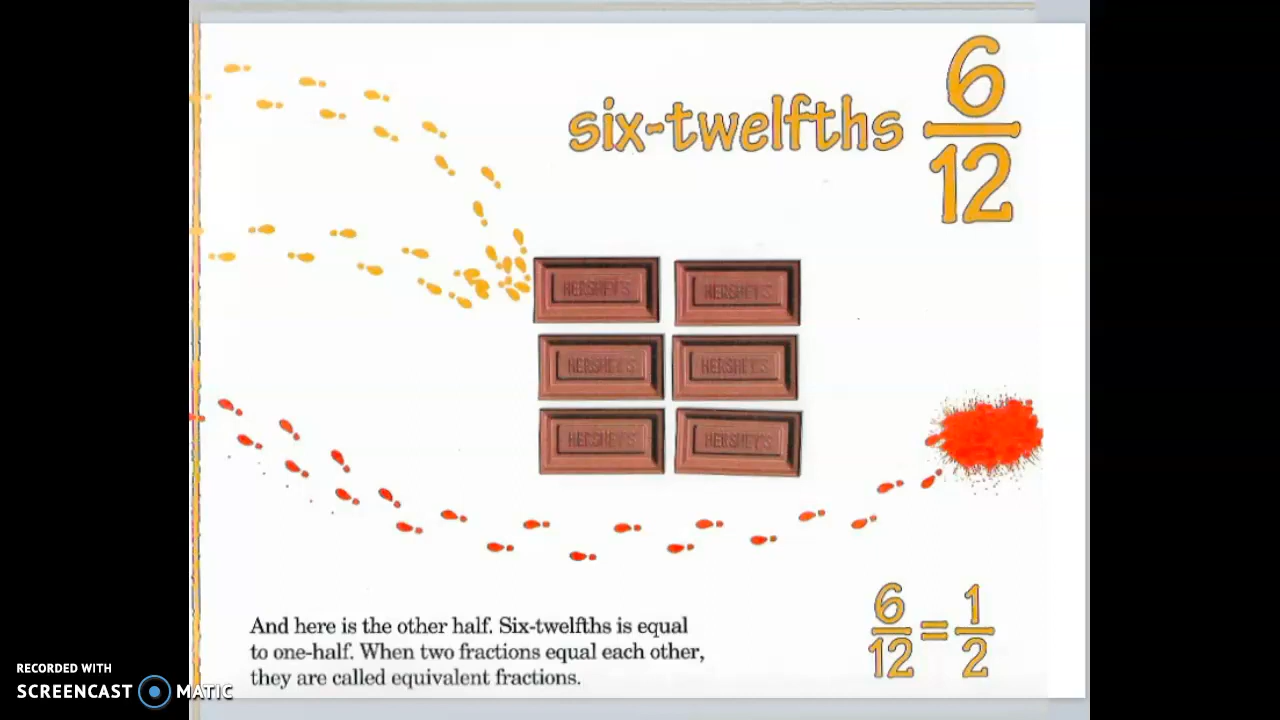 six-twelfths 6/12
HERSHEY'S HERSHEY'S
HERSHEY'S HERSHEY'S
HERSHEY'S HERSHEY'S
And here is the other half. Six-twelfths is equal
to one-half. When two fractions equal each other,
they are called equivalent fractions.
6/12 = 1/2
RECORDED WITH
SCREENCAST MATIC